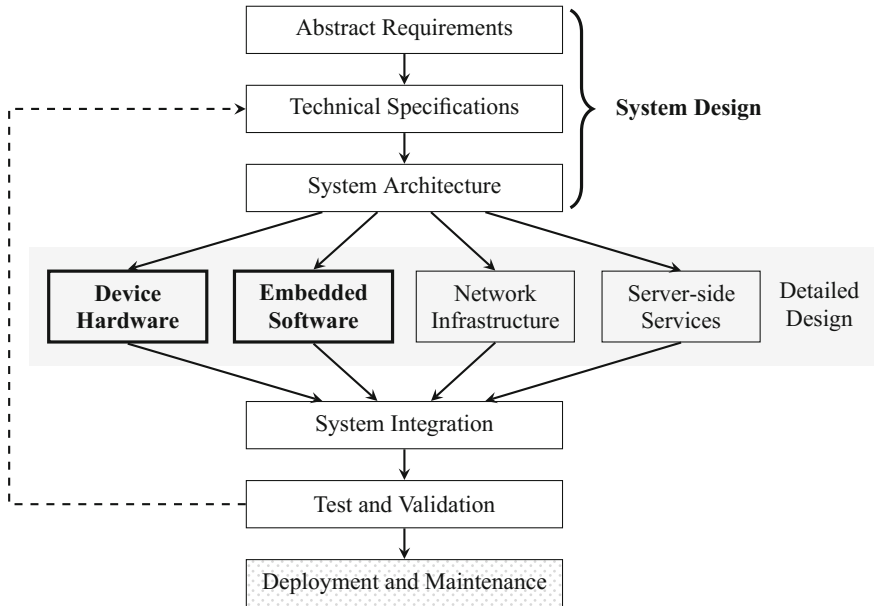 Abstract Requirements
Technical Specifications
System Design
System Architecture
Device
Hardware
Embedded
Software
Network
Infrastructure
Server-side
Services
Detailed
Design
System Integration
Test and Validation
Deployment and Maintenance